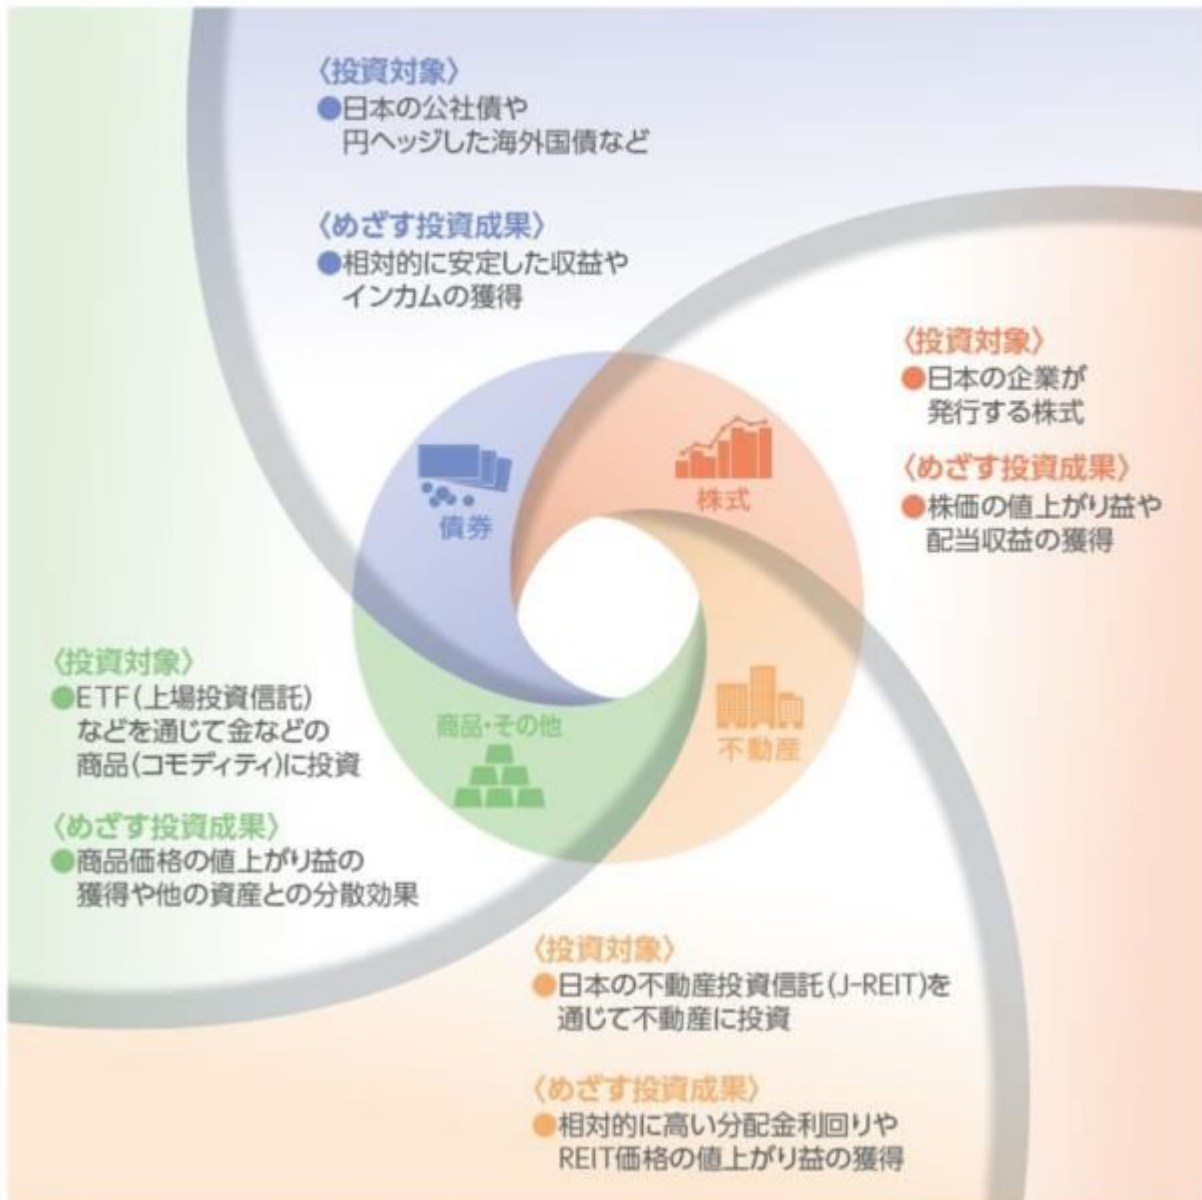 〈投資対象〉
●日本の公社債や
円ヘッジした海外国債など
〈めざす投資成果〉
●相対的に安定した収益や
インカムの獲得
〈投資対象〉
●日本の企業が
発行する株式
〈めざす投資成果〉
●株価の値上がり益や
配当収益の獲得
債券
株式
商品・その他
不動産
〈投資対象〉
●ETF(上場投資信託)
などを通じて金などの
商品(コモディティ)に投資
〈めざす投資成果〉
●商品価格の値上がり益の
獲得や他の資産との分散効果
〈投資対象〉
●日本の不動産投資信託(J-REIT)を
通じて不動産に投資
〈めざす投資成果〉
●相対的に高い分配金利回りや
REIT価格の値上がり益の獲得